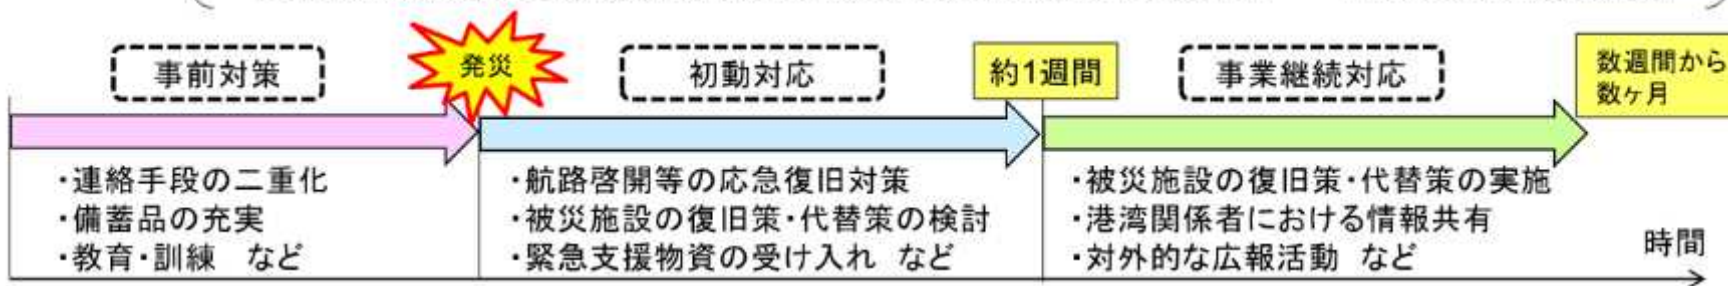 事前対策
発災
初動対応
約1週間
事業継続対応
数週間から
数ヶ月
・連絡手段の二重化
・備蓄品の充実
・教育・訓練 など
・航路啓開等の応急復旧対策
・被災施設の復旧策・代替策の検討
・緊急支援物資の受け入れ など
・被災施設の復旧策・代替策の実施
・港湾関係者における情報共有
・対外的な広報活動 など
時間